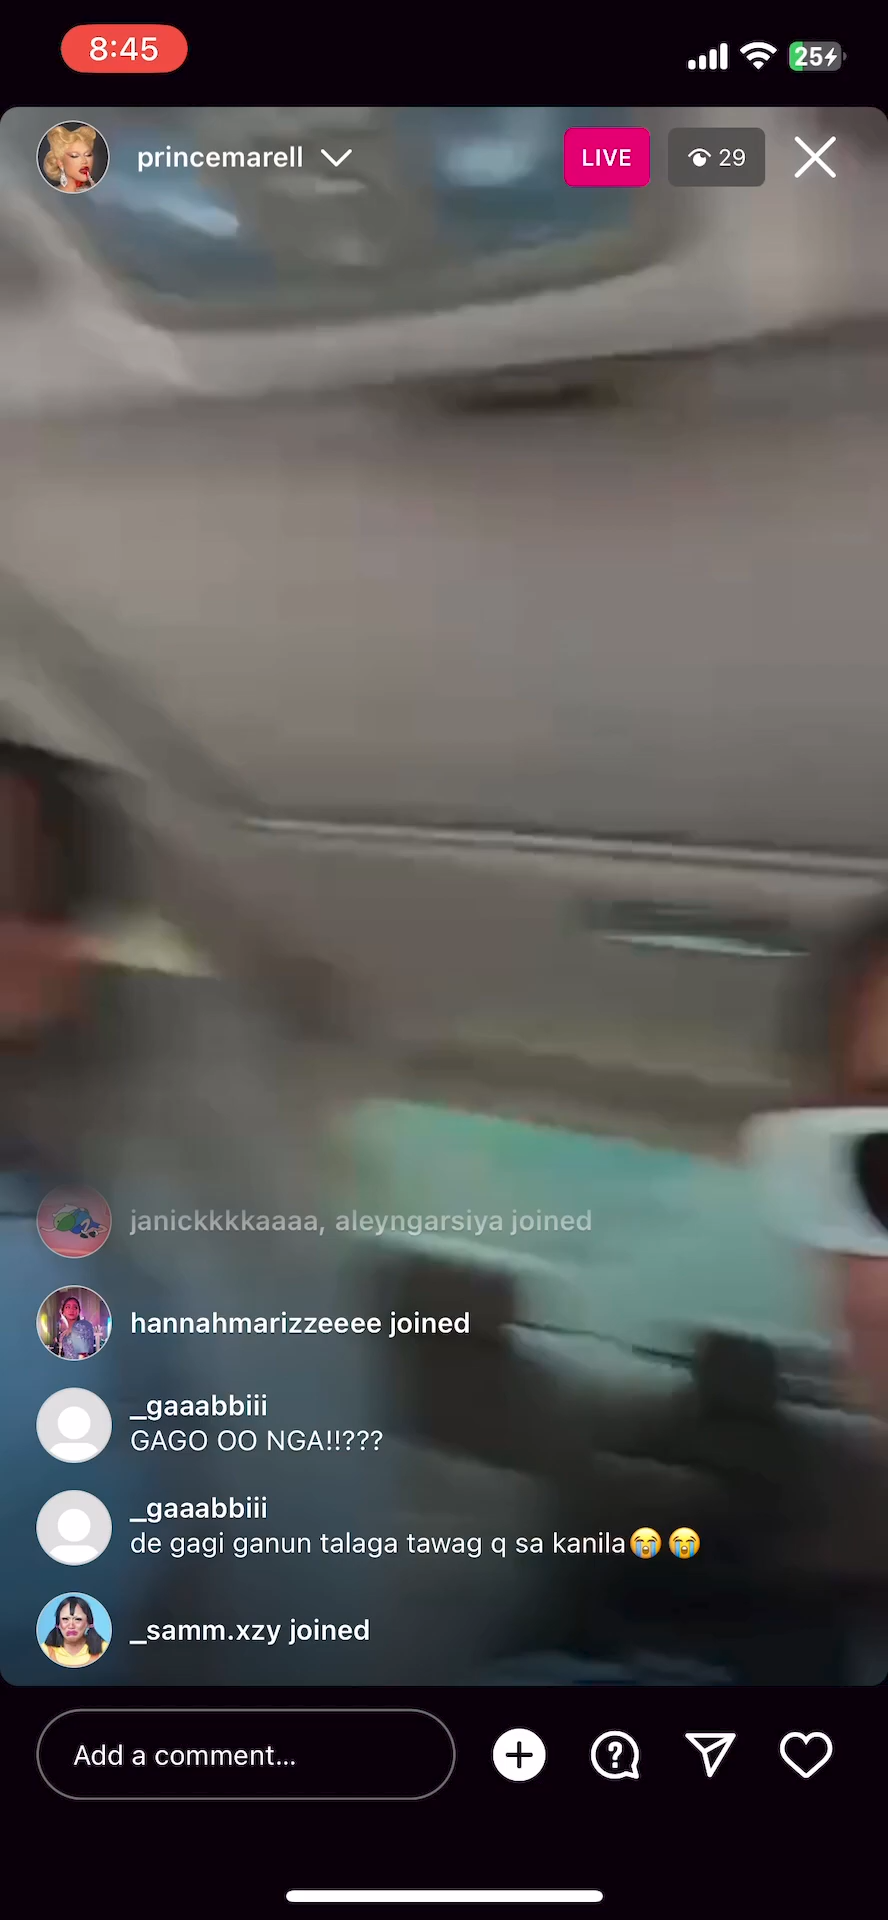 8:45
25
princemarell
LIVE
29
janickkkkaaaa, aleyngarsiya joined
hannahmarizzeeee joined
_gaaabbiii
GAGO OO NGA!!???
_gaaabbiii
de gagi ganun talaga tawag q sa kanila😭😭
_samm.xzy joined
Add a comment...